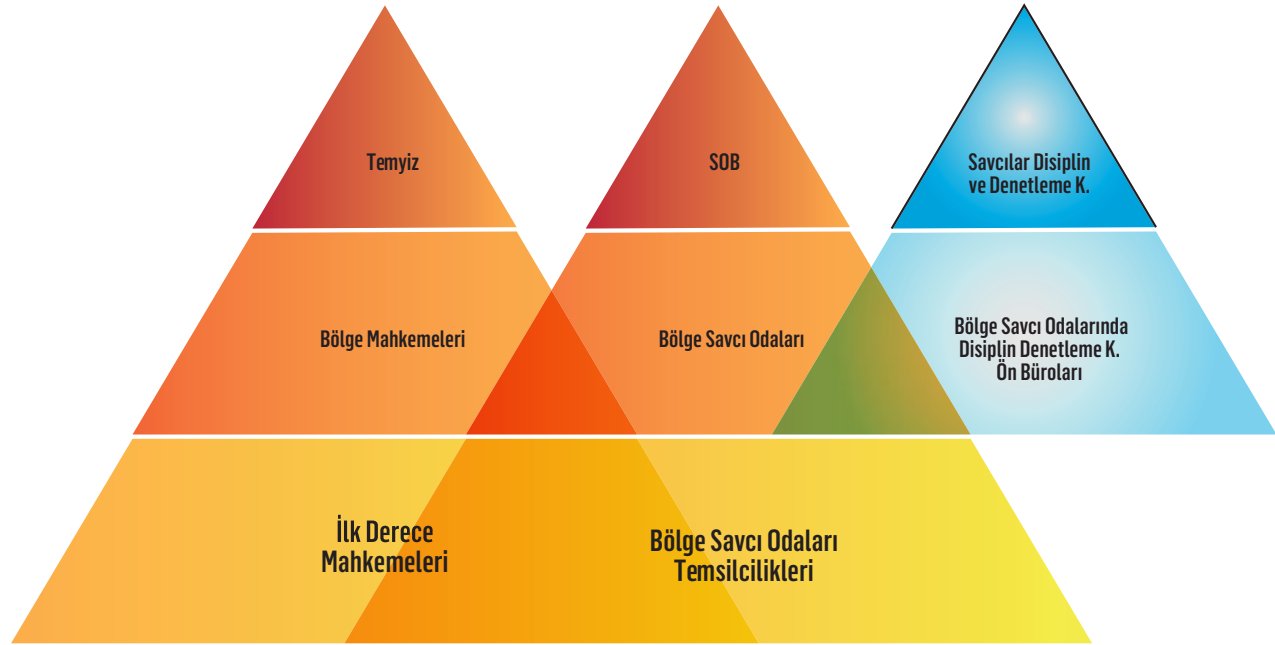 Temyiz
SOB
Savcılar Disiplin
ve Denetleme K.
Bölge Mahkemeleri
Bölge Savcı Odaları
Bölge Savcı Odalarında
Disiplin Denetleme K.
Ön Büroları
İlk Derece
Mahkemeleri
Bölge Savcı Odaları
Temsilcilikleri